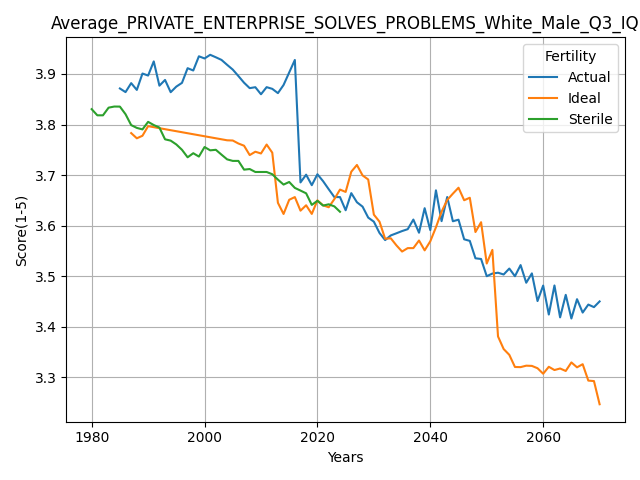 Average_PRIVATE_ENTERPRISE_SOLVES_PROBLEMS_White_Male_Q3_IQ
Fertility
Actual
Ideal
Sterile
Score(1-5)
3.9
3.8
3.7
3.6
3.5
3.4
3.3
1980 2000 2020 2040 2060
Years